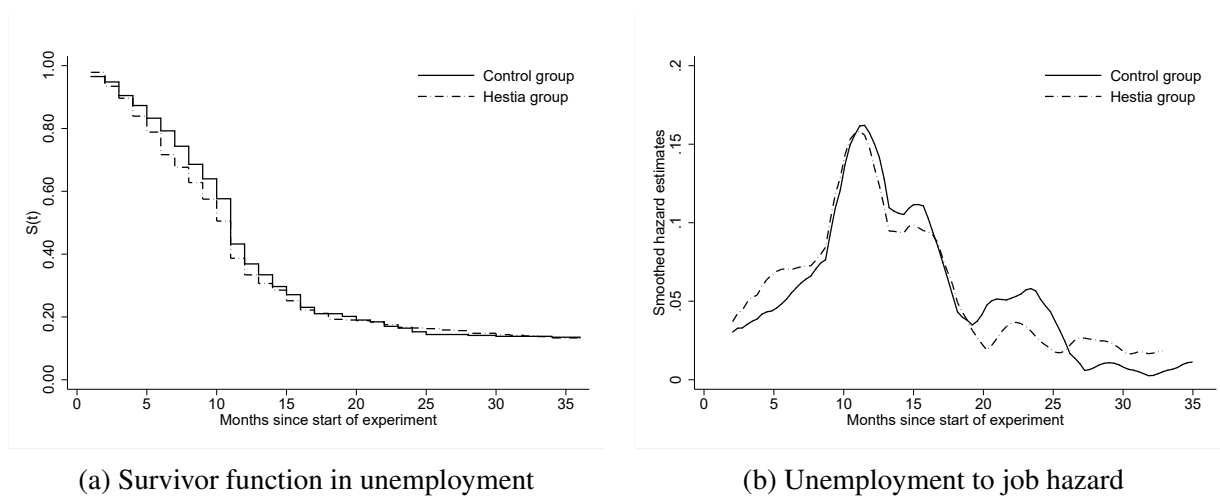 1.00
0.80
0.60
0.40
0.20
0.00
S(t)
Control group
Hestia group
0 5 10 15 20 25 30 35
Months since start of experiment
(a) Survivor function in unemployment
.2
.15
.1
.05
0
Smoothed hazard estimates
Control group
Hestia group
0 5 10 15 20 25 30 35
Months since start of experiment
(b) Unemployment to job hazard